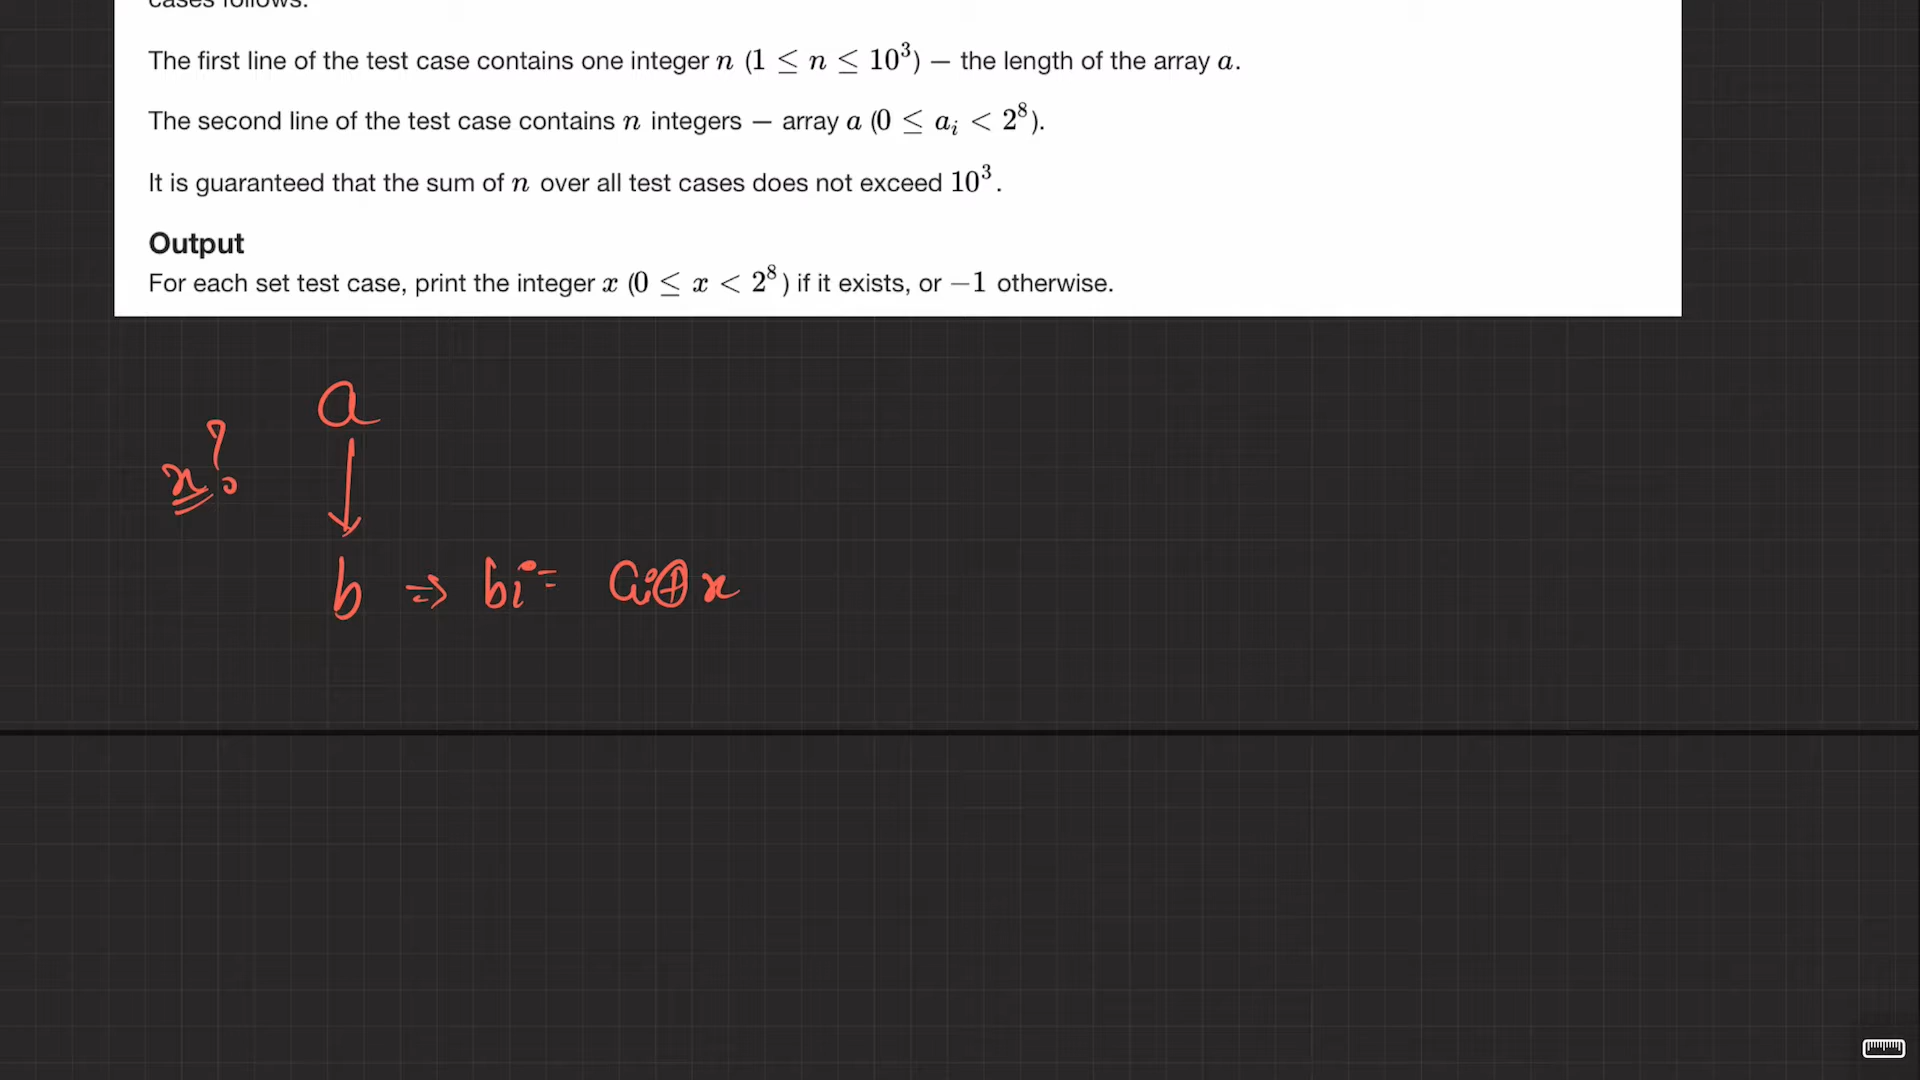 cases follows.
The first line of the test case contains one integer n (1 ≤ n ≤ 10³) — the length of the array a.
The second line of the test case contains n integers — array a (0 ≤ aᵢ < 2⁸).
It is guaranteed that the sum of n over all test cases does not exceed 10³.
Output
For each set test case, print the integer x (0 ≤ x < 2⁸) if it exists, or −1 otherwise.
a
x?
↓
b ⇒ bi = ai⊕x